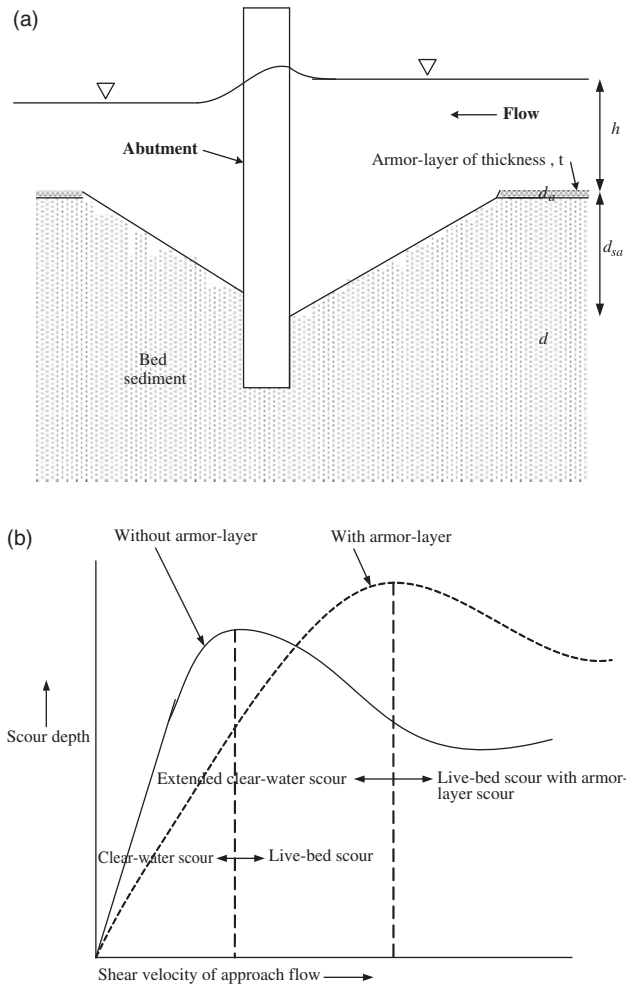 (a)
Flow
h
Abutment
Armor-layer of thickness , t
d_a
d_sa
d
Bed
sediment
(b)
Without armor-layer
With armor-layer
Scour depth
Extended clear-water scour
Live-bed scour with armor-
layer scour
Clear-water scour
Live-bed scour
Shear velocity of approach flow